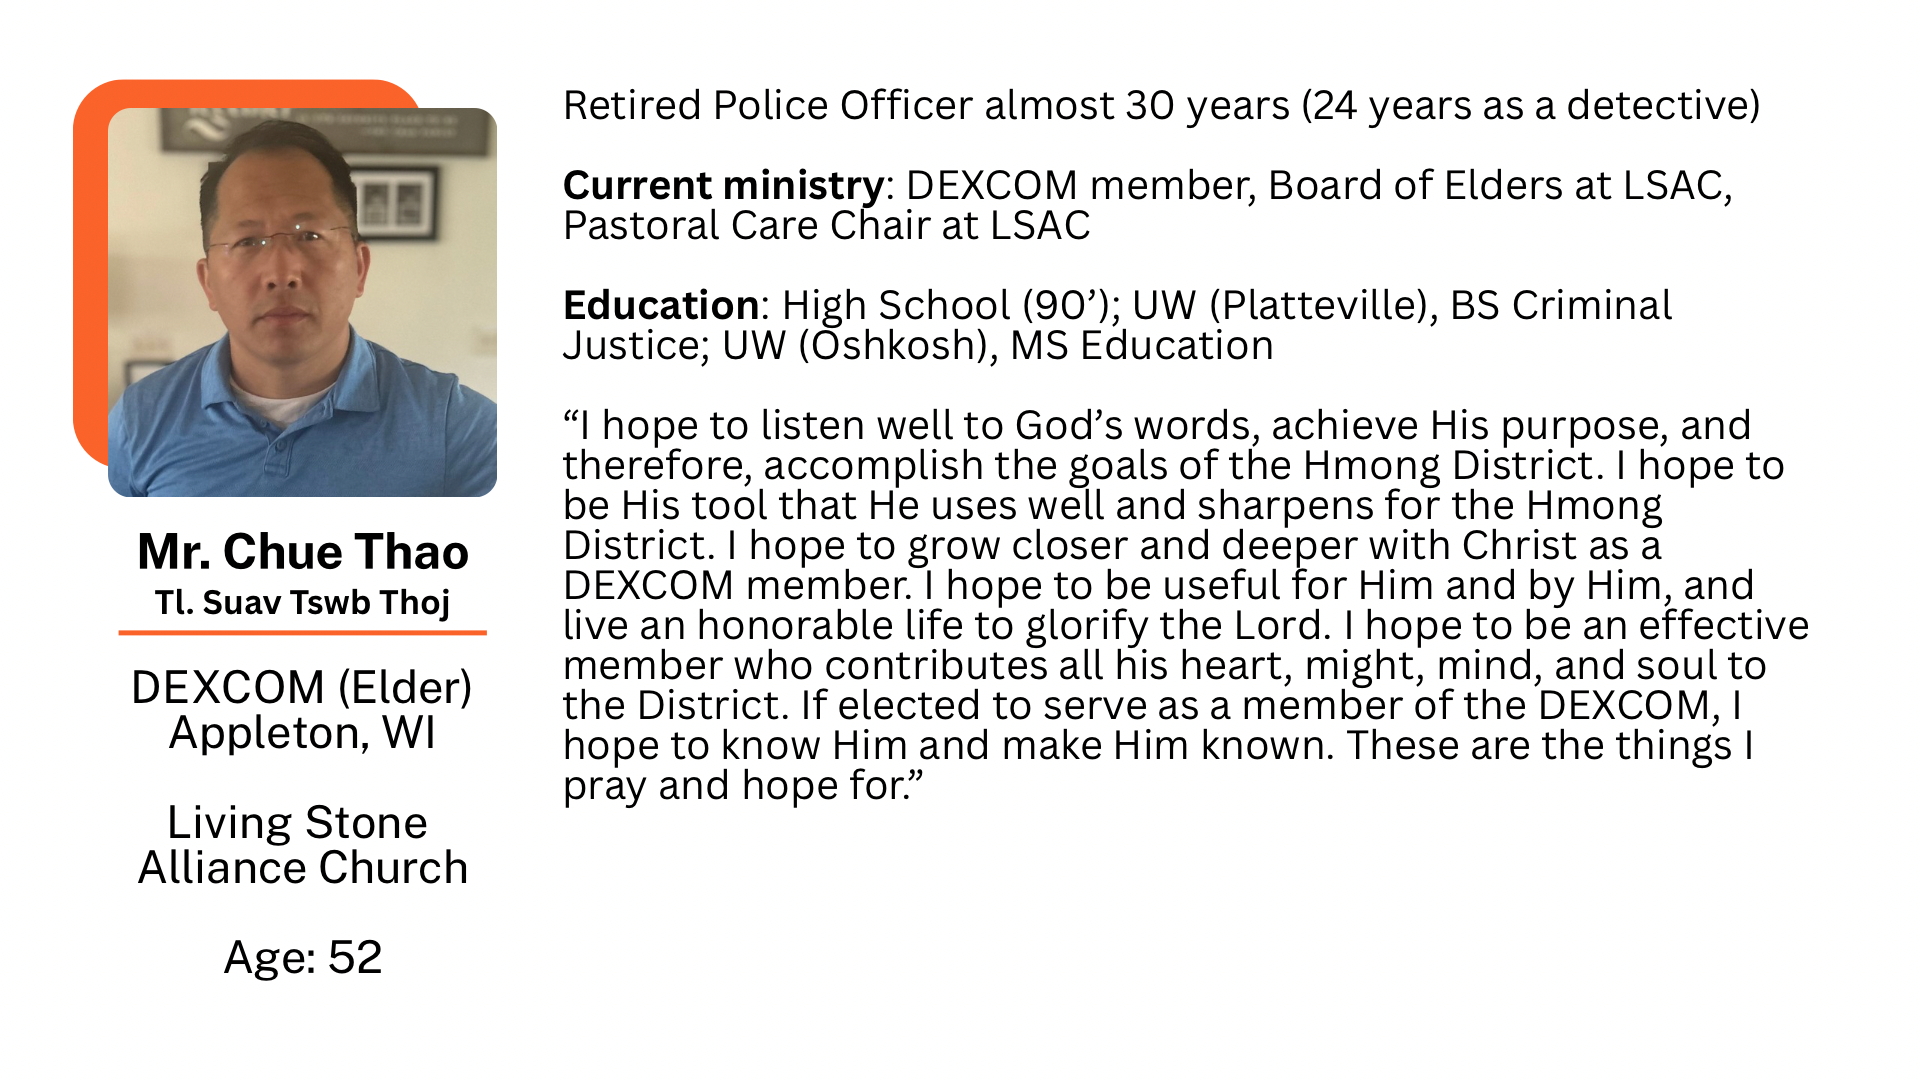 Mr. Chue Thao
Tl. Suav Tswb Thoj
DEXCOM (Elder)
Appleton, WI
Living Stone
Alliance Church
Age: 52
Retired Police Officer almost 30 years (24 years as a detective)
Current ministry: DEXCOM member, Board of Elders at LSAC,
Pastoral Care Chair at LSAC
Education: High School (90’); UW (Platteville), BS Criminal
Justice; UW (Oshkosh), MS Education
“I hope to listen well to God’s words, achieve His purpose, and
therefore, accomplish the goals of the Hmong District. I hope to
be His tool that He uses well and sharpens for the Hmong
District. I hope to grow closer and deeper with Christ as a
DEXCOM member. I hope to be useful for Him and by Him, and
live an honorable life to glorify the Lord. I hope to be an effective
member who contributes all his heart, might, mind, and soul to
the District. If elected to serve as a member of the DEXCOM, I
hope to know Him and make Him known. These are the things I
pray and hope for.”